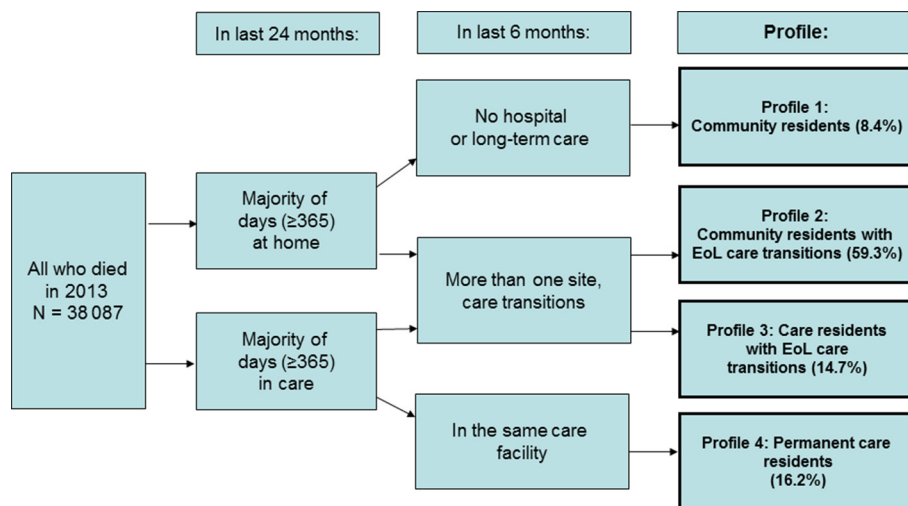 In last 24 months:
In last 6 months:
Profile:
No hospital
or long-term care
Profile 1:
Community residents (8.4%)
All who died
in 2013
N = 38 087
Majority of
days (≥365)
at home
More than one site,
care transitions
Profile 2:
Community residents with
EoL care transitions (59.3%)
Majority of
days (≥365)
in care
Profile 3: Care residents
with EoL care
transitions (14.7%)
In the same care
facility
Profile 4: Permanent care
residents
(16.2%)